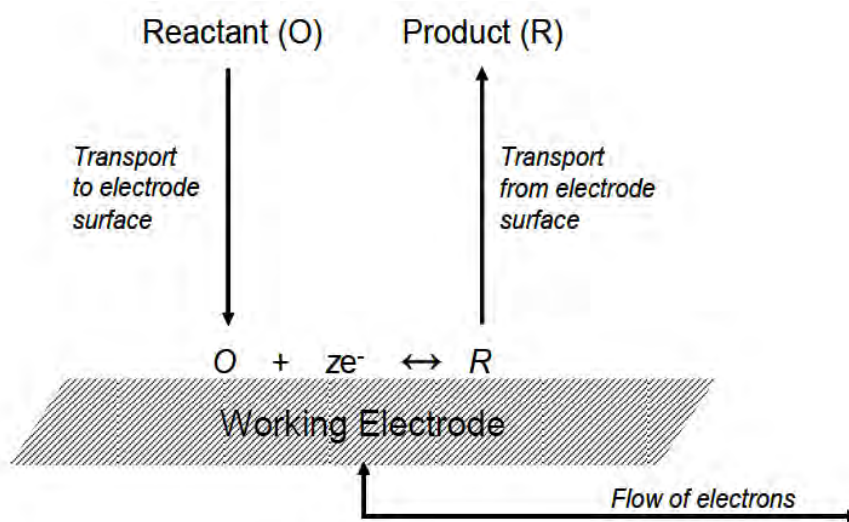 Reactant (O) Product (R)
Transport
to electrode
surface
Transport
from electrode
surface
O + ze⁻ ↔ R
Working Electrode
Flow of electrons